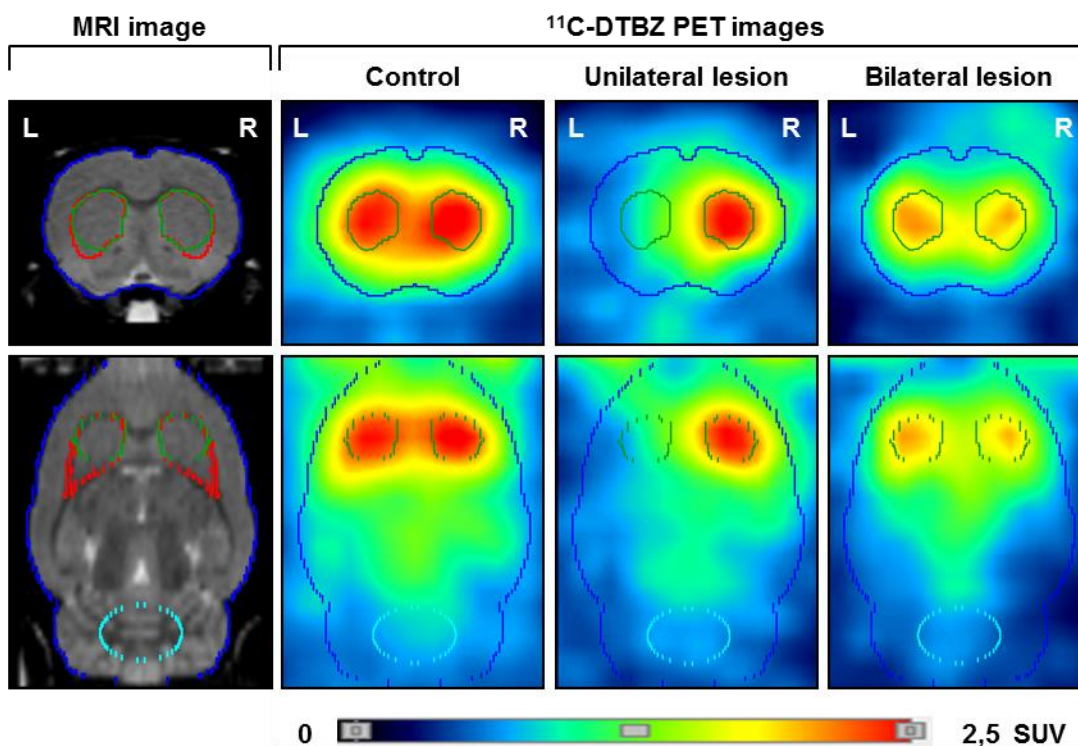 MRI image
¹¹C-DTBZ PET images
Control
Unilateral lesion
Bilateral lesion
L R
L R
L R
L R
0
2,5 SUV